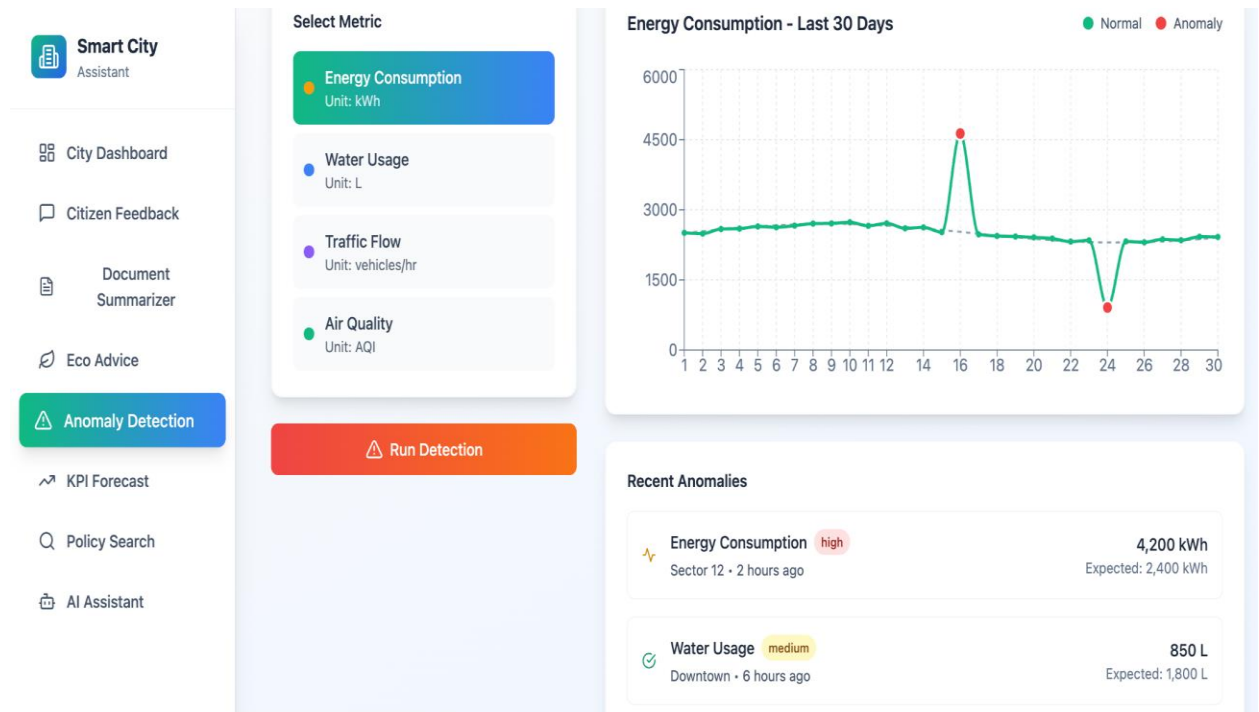 Smart City
Assistant
City Dashboard
Citizen Feedback
Document
Summarizer
Eco Advice
Anomaly Detection
KPI Forecast
Policy Search
AI Assistant
Select Metric
Energy Consumption
Unit: kWh
Water Usage
Unit: L
Traffic Flow
Unit: vehicles/hr
Air Quality
Unit: AQI
Run Detection
Energy Consumption - Last 30 Days
Normal Anomaly
6000
4500
3000
1500
0
1 2 3 4 5 6 7 8 9 10 11 12 14 16 18 20 22 24 26 28 30
Recent Anomalies
Energy Consumption high
Sector 12 • 2 hours ago
4,200 kWh
Expected: 2,400 kWh
Water Usage medium
Downtown • 6 hours ago
850 L
Expected: 1,800 L